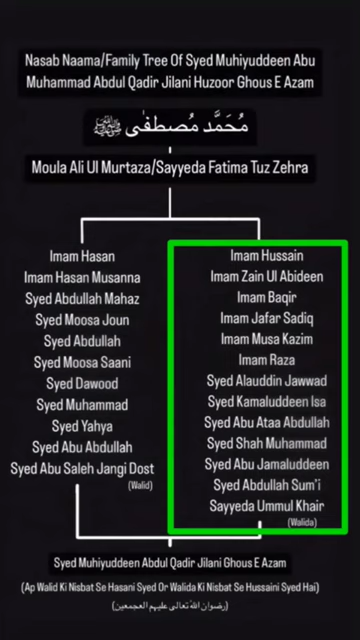 Nasab Naama/Family Tree Of Syed Muhiyuddeen Abu
Muhammad Abdul Qadir Jilani Huzoor Ghous E Azam
مُحَمَّد مُصطفٰی ﷺ
Moula Ali Ul Murtaza/Sayyeda Fatima Tuz Zehra
Imam Hasan
Imam Hasan Musanna
Syed Abdullah Mahaz
Syed Moosa Joun
Syed Abdullah
Syed Moosa Saani
Syed Dawood
Syed Muhammad
Syed Yahya
Syed Abu Abdullah
Syed Abu Saleh Jangi Dost
(Walid)
Imam Hussain
Imam Zain Ul Abideen
Imam Baqir
Imam Jafar Sadiq
Imam Musa Kazim
Imam Raza
Syed Alauddin Jawwad
Syed Kamaluddeen Isa
Syed Abu Ataa Abdullah
Syed Shah Muhammad
Syed Abu Jamaluddeen
Syed Abdullah Sum'i
Sayyeda Ummul Khair
(Walida)
Syed Muhiyuddeen Abdul Qadir Jilani Ghous E Azam
(Ap Walid Ki Nisbat Se Hasani Syed Or Walida Ki Nisbat Se Hussaini Syed Hai)
(رضوان اللہ تعالی علیہم العجمعین)